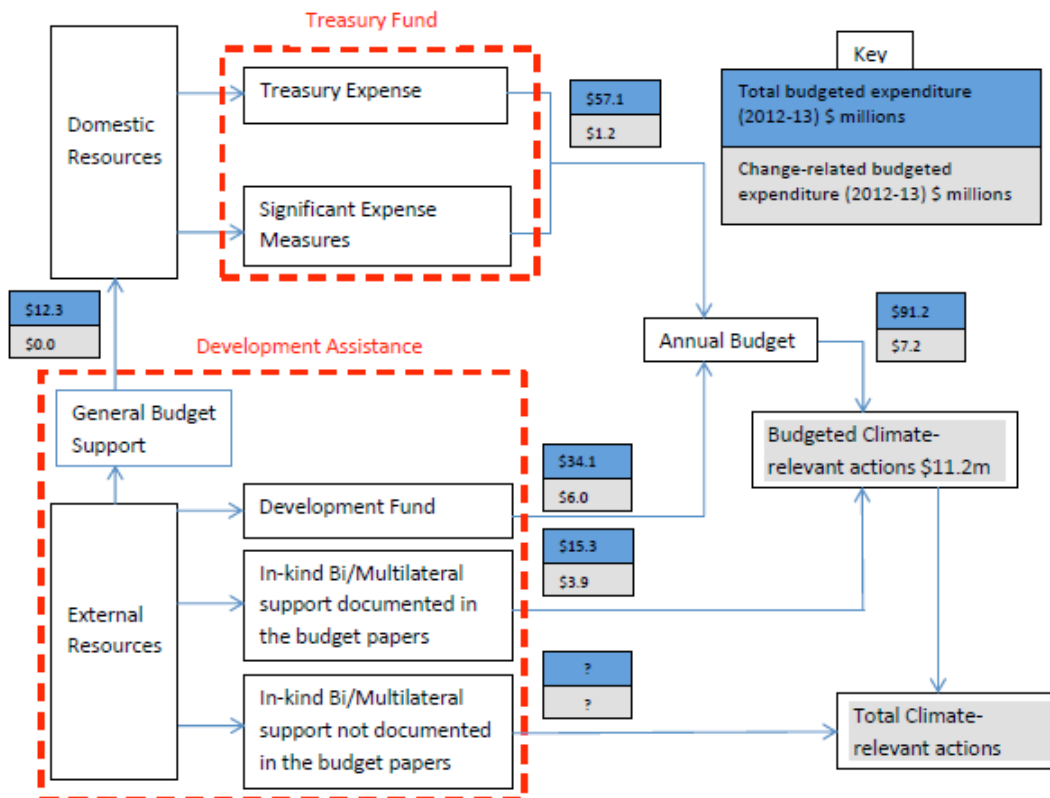 Treasury Fund
Key
Total budgeted expenditure
(2012-13) $ millions
Change-related budgeted
expenditure (2012-13) $ millions
Domestic
Resources
Treasury Expense
Significant Expense
Measures
$57.1
$1.2
$12.3
$0.0
Development Assistance
General Budget
Support
External
Resources
Development Fund
In-kind Bi/Multilateral
support documented in
the budget papers
In-kind Bi/Multilateral
support not documented
in the budget papers
$34.1
$6.0
$15.3
$3.9
?
?
Annual Budget
$91.2
$7.2
Budgeted Climate-
relevant actions $11.2m
Total Climate-
relevant actions